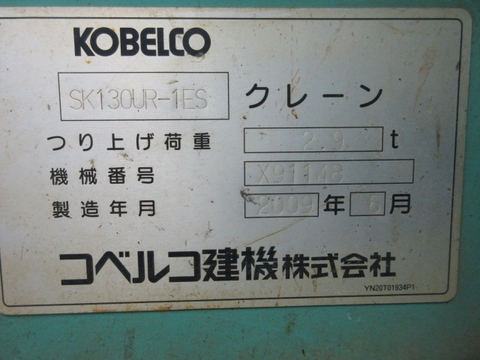 KOBELCO
SK130UR-1ES クレーン
つり上げ荷重 2.9 t
機械番号 X91148
製造年月 2009 年 6 月
コベルコ建機株式会社
YN20T01934P1